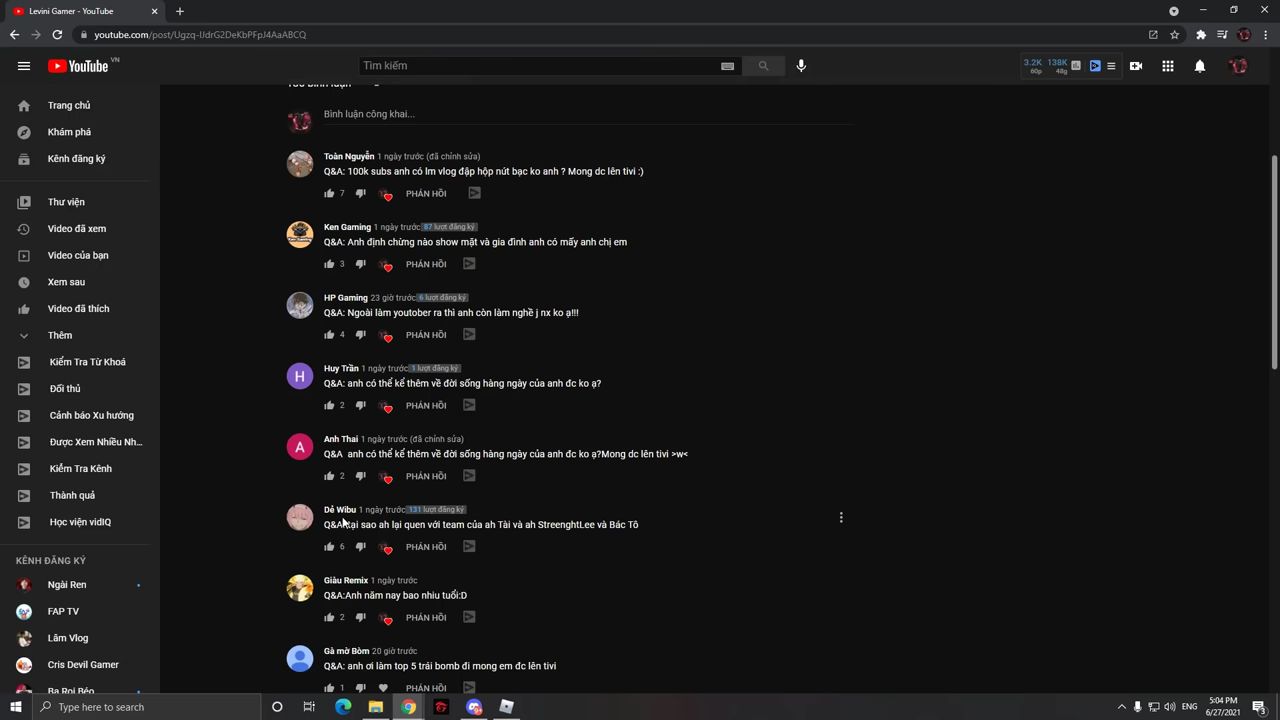 Levini Gamer - YouTube
youtube.com/post/Ugzq-IJdrG2DeKbPFpJ4AaABCQ
YouTube VN
Tìm kiếm
3.2K 138K
60p 48g
Trang chủ
Khám phá
Kênh đăng ký
Thư viện
Video đã xem
Video của bạn
Xem sau
Video đã thích
Thêm
Kiểm Tra Từ Khoá
Đối thủ
Cảnh báo Xu hướng
Được Xem Nhiều Nh...
Kiểm Tra Kênh
Thành quả
Học viện vidIQ
KÊNH ĐĂNG KÝ
Ngài Ren
FAP TV
Lâm Vlog
Cris Devil Gamer
Ba Roi Béo
Bình luận công khai...
Toàn Nguyễn 1 ngày trước (đã chỉnh sửa)
Q&A: 100k subs anh có lm vlog đập hộp nút bạc ko anh ? Mong dc lên tivi :)
7 PHẢN HỒI
Ken Gaming 1 ngày trước 87 lượt đăng ký
Q&A: Anh định chừng nào show mặt và gia đình anh có mấy anh chị em
3 PHẢN HỒI
HP Gaming 23 giờ trước 6 lượt đăng ký
Q&A: Ngoài làm youtober ra thì anh còn làm nghề j nx ko ạ!!!
4 PHẢN HỒI
H
Huy Trần 1 ngày trước 1 lượt đăng ký
Q&A: anh có thể kể thêm về đời sống hàng ngày của anh đc ko ạ?
2 PHẢN HỒI
A
Anh Thai 1 ngày trước (đã chỉnh sửa)
Q&A anh có thể kể thêm về đời sống hàng ngày của anh đc ko ạ?Mong dc lên tivi >w<
2 PHẢN HỒI
Dẻ Wibu 1 ngày trước 131 lượt đăng ký
Q&A:tại sao ah lại quen với team của ah Tài và ah StreenghtLee và Bác Tô
6 PHẢN HỒI
Giàu Remix 1 ngày trước
Q&A:Anh năm nay bao nhiu tuổi:D
2 PHẢN HỒI
Gà mờ Bòm 20 giờ trước
Q&A: anh ơi làm top 5 trái bomb đi mong em đc lên tivi
1 PHẢN HỒI
Type here to search
ENG
5:04 PM
6/27/2021
3